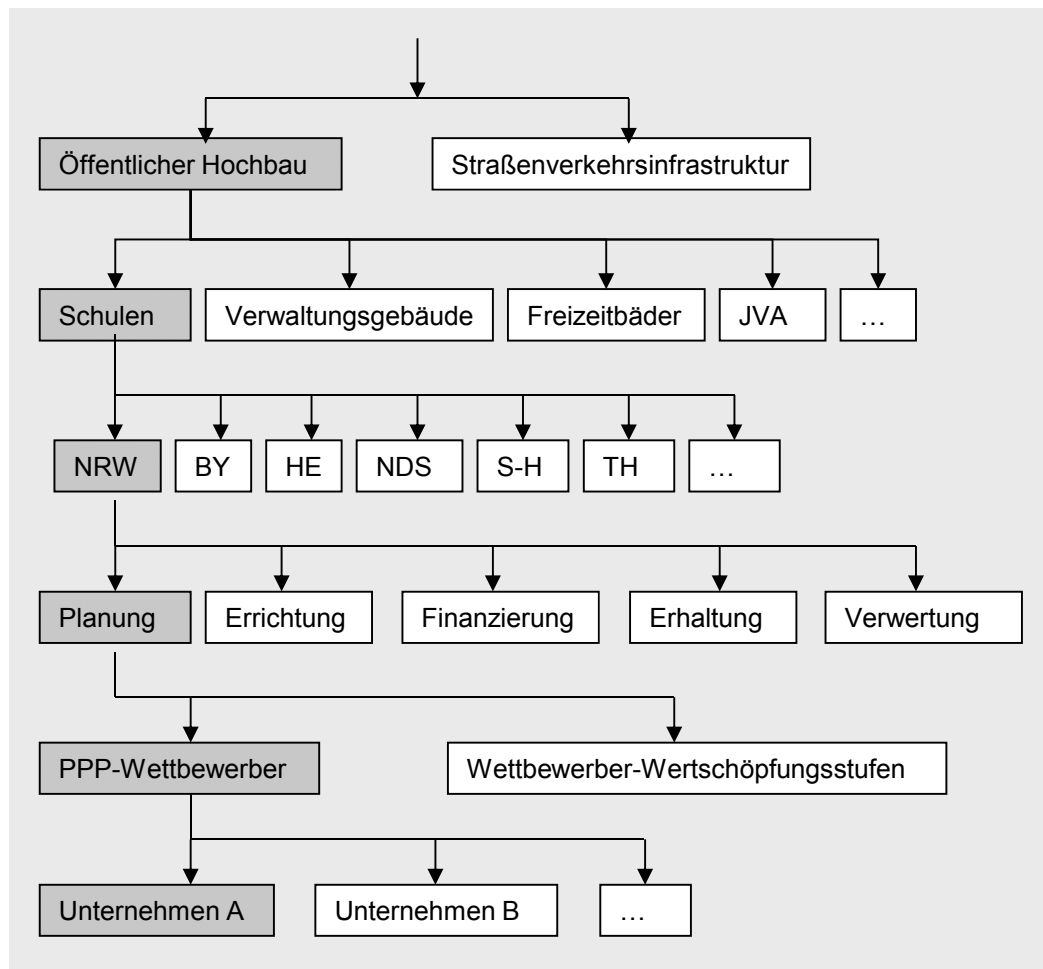 Öffentlicher Hochbau
Straßenverkehrsinfrastruktur
Schulen
Verwaltungsgebäude
Freizeitbäder
JVA
…
NRW
BY
HE
NDS
S-H
TH
…
Planung
Errichtung
Finanzierung
Erhaltung
Verwertung
PPP-Wettbewerber
Wettbewerber-Wertschöpfungsstufen
Unternehmen A
Unternehmen B
…